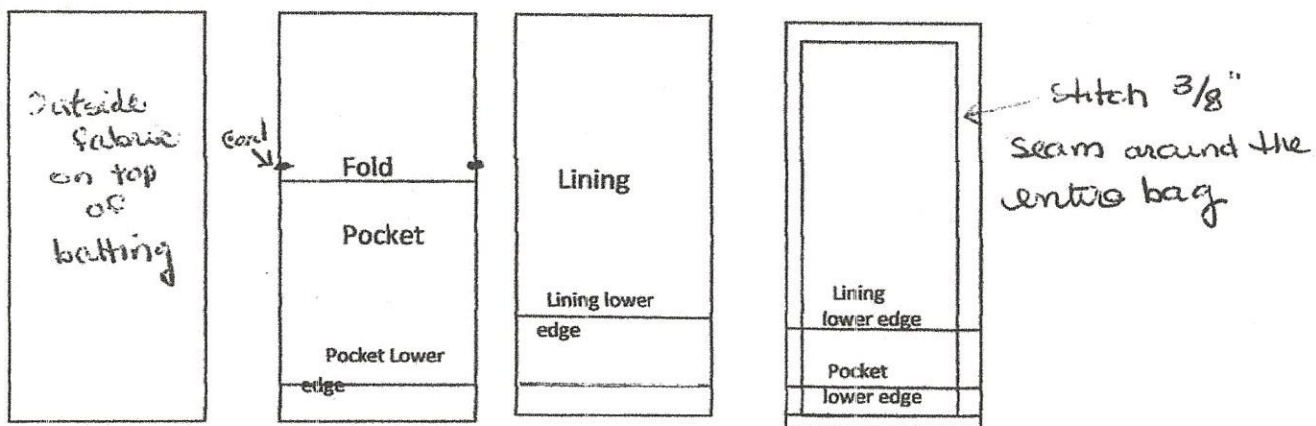 Outside
fabric
on top
of
batting
Cord
Fold
Pocket
Pocket Lower
edge
Lining
Lining lower
edge
Lining
lower edge
Pocket
lower edge
Stitch 3/8"
seam around the
entire bag